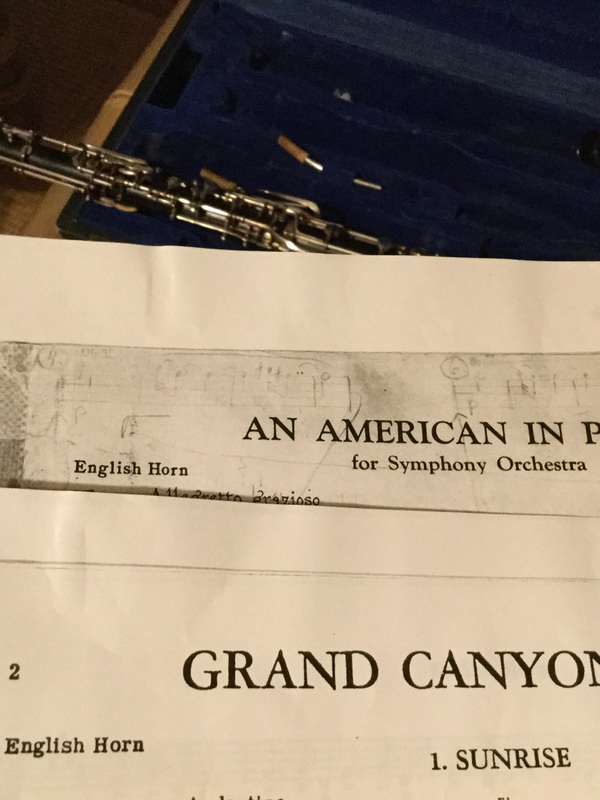 AN AMERICAN IN P
for Symphony Orchestra
English Horn
Allegretto grazioso
GRAND CANYON
2
English Horn
1. SUNRISE